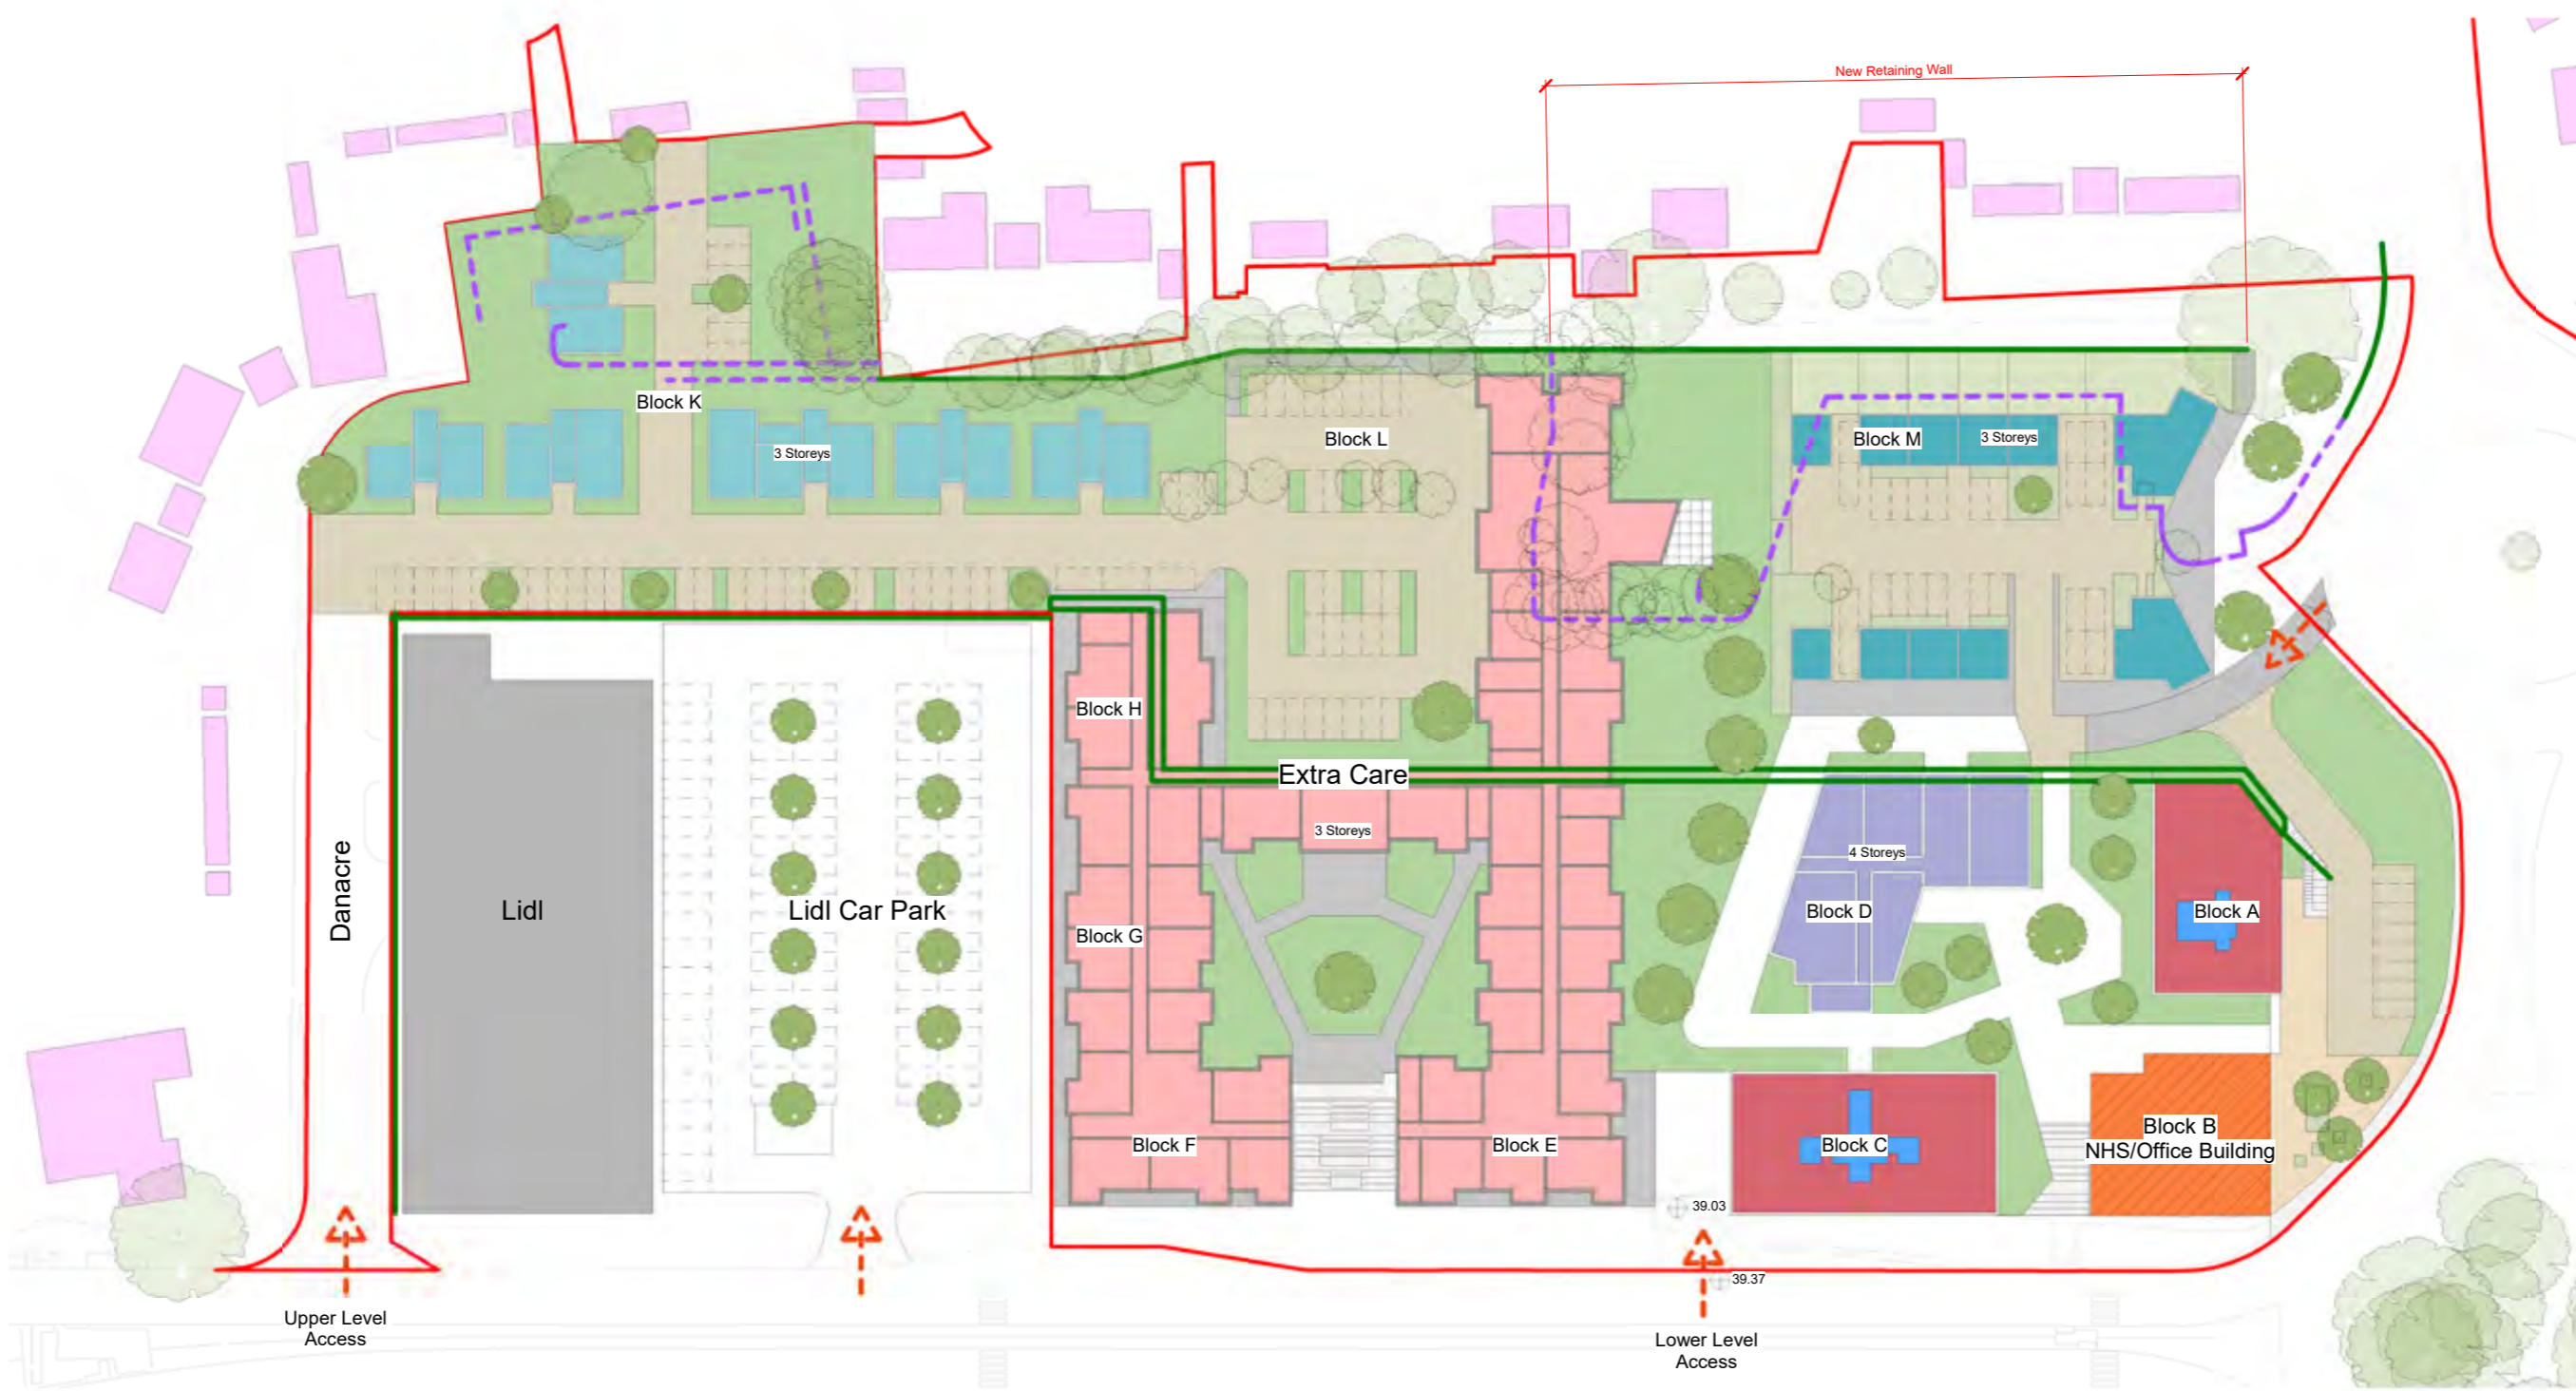 New Retaining Wall
Block K
3 Storeys
Block L
Block M
3 Storeys
Block H
Extra Care
3 Storeys
4 Storeys
Danacre
Lidl
Lidl Car Park
Block G
Block D
Block A
Block F
Block E
Block C
Block B
NHS/Office Building
39.03
39.37
Upper Level
Access
Lower Level
Access